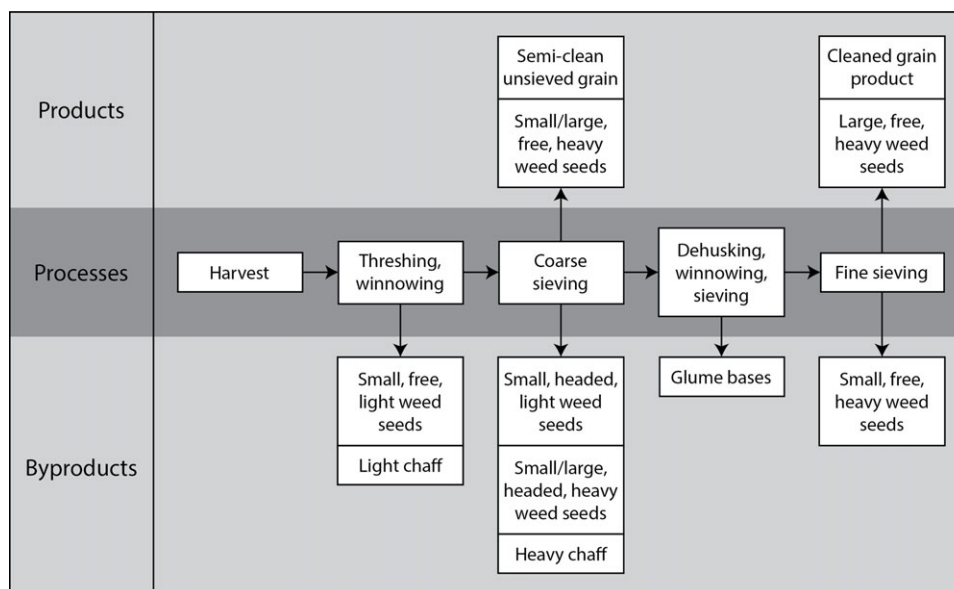 Products
Semi-clean
unsieved grain
Small/large,
free, heavy
weed seeds
Cleaned grain
product
Large, free,
heavy weed
seeds
Processes
Harvest
Threshing,
winnowing
Coarse
sieving
Dehusking,
winnowing,
sieving
Fine sieving
Byproducts
Small, free,
light weed
seeds
Light chaff
Small, headed,
light weed
seeds
Small/large,
headed, heavy
weed seeds
Heavy chaff
Glume bases
Small, free,
heavy weed
seeds